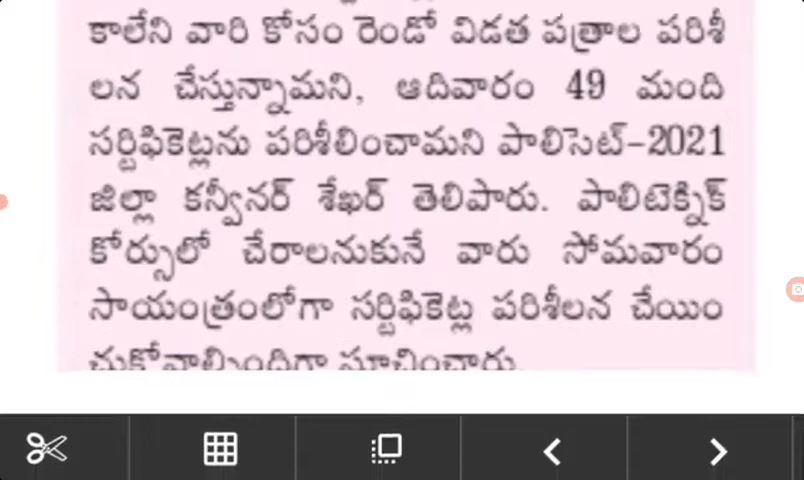 కాలేని వారి కోసం రెండో విడత పత్రాల పరిశీ
లన చేస్తున్నామని, ఆదివారం 49 మంది
సర్టిఫికెట్లను పరిశీలించామని పాలిసెట్-2021
జిల్లా కన్వీనర్ శేఖర్ తెలిపారు. పాలిటెక్నిక్
కోర్సులో చేరాలనుకునే వారు సోమవారం
సాయంత్రంలోగా సర్టిఫికెట్ల పరిశీలన చేయిం
చుకోవాల్సిందిగా సూచించారు.